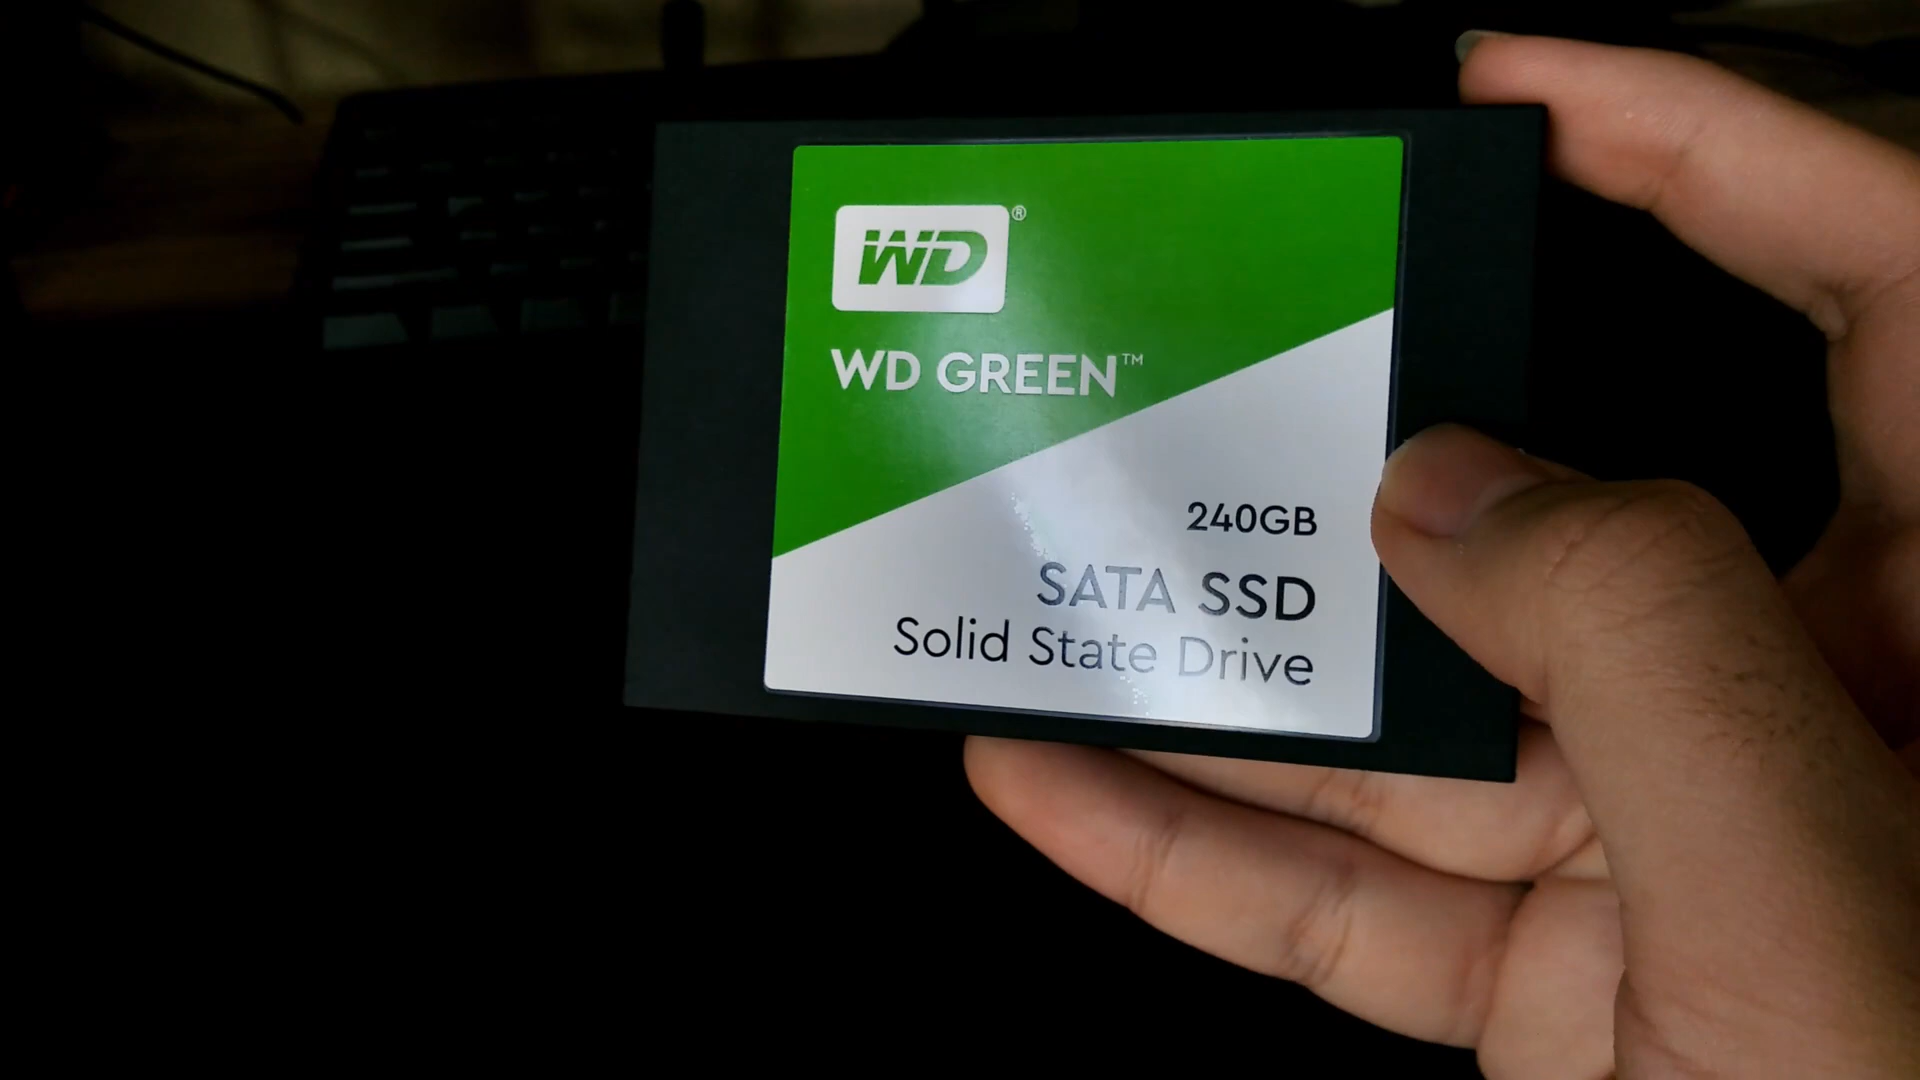 WD®
WD GREEN™
240GB
SATA SSD
Solid State Drive